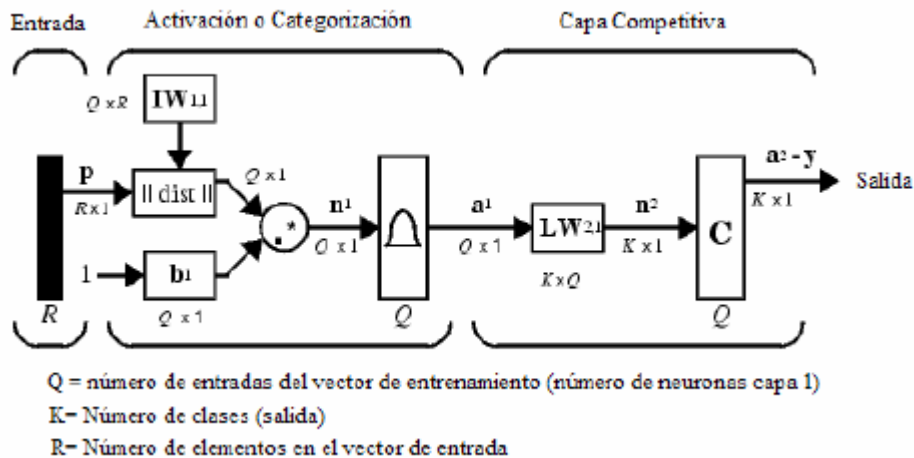 Entrada
Activación o Categorización
Capa Competitiva
Q x R
IW1,1
p
R x 1
|| dist ||
Q x 1
1
b1
Q x 1
.*
n1
Q x 1
Q
a1
Q x 1
LW2,1
K x Q
n2
K x 1
C
Q
a2 - y
K x 1
Salida
R
Q = número de entradas del vector de entrenamiento (número de neuronas capa 1)
K= Número de clases (salida)
R= Número de elementos en el vector de entrada